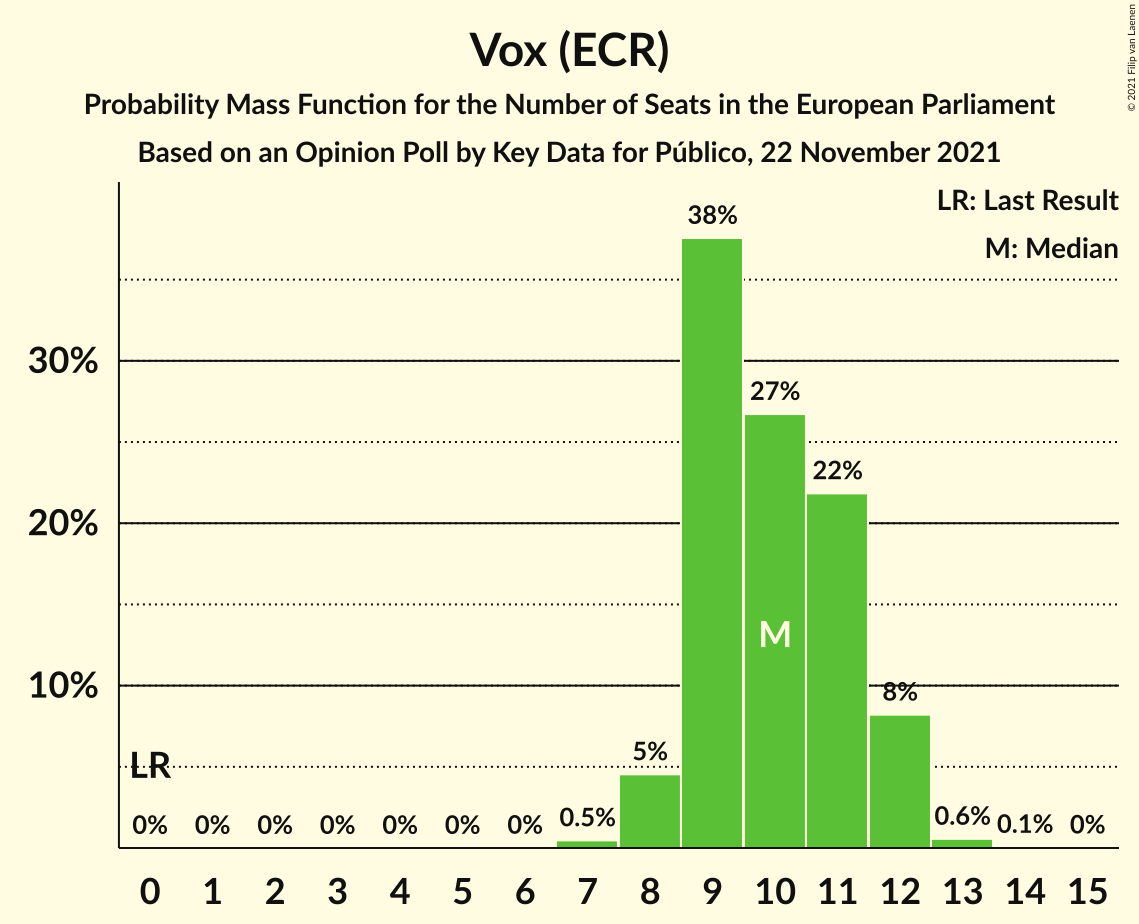 © 2021 Filip van Laenen
Vox (ECR)
Probability Mass Function for the Number of Seats in the European Parliament
Based on an Opinion Poll by Key Data for Público, 22 November 2021
LR: Last Result
M: Median
38%
30%
27%
22%
20%
M
10%
8%
5%
LR
0% 0% 0% 0% 0% 0% 0% 0.5% 0.6% 0.1% 0%
0 1 2 3 4 5 6 7 8 9 10 11 12 13 14 15